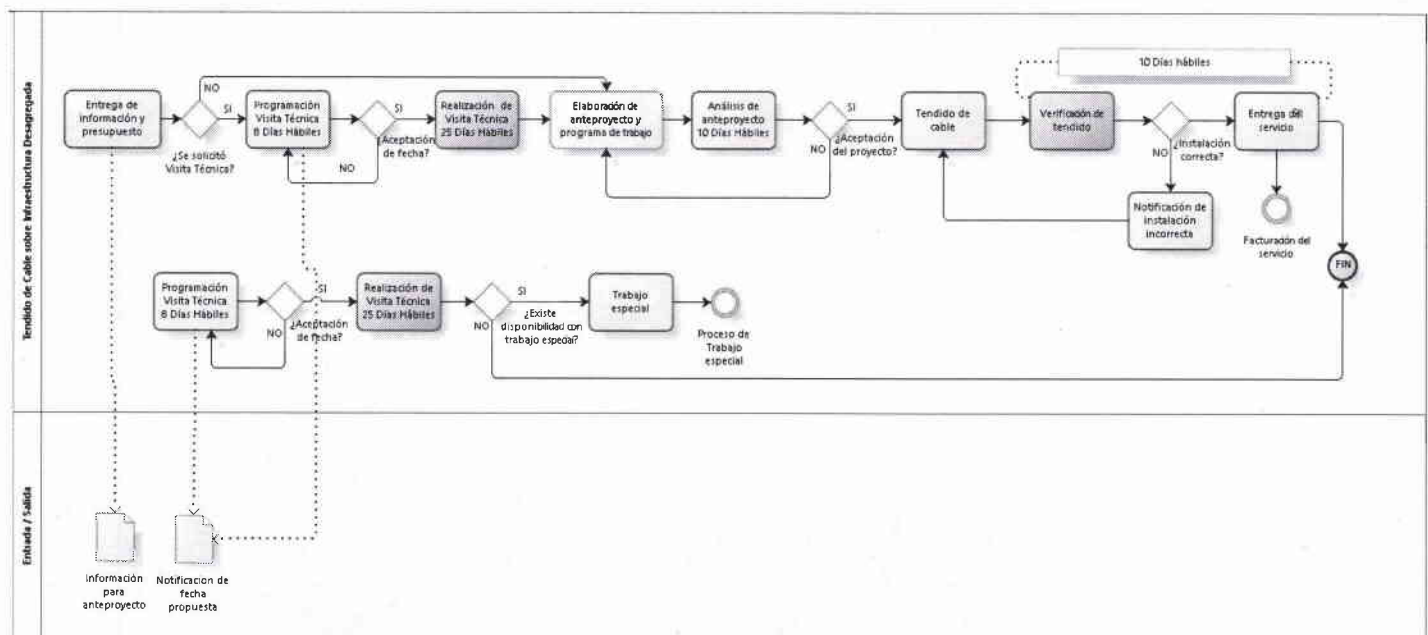 Tendido de Cable sobre Infraestructura Desagregada
Entrega de
información y
presupuesto
NO
SI
¿Se solicitó
Visita Técnica?
Programación
Visita Técnica
8 Días Hábiles
SI
¿Aceptación
de fecha?
NO
Realización de
Visita Técnica
25 Días Hábiles
Elaboración de
anteproyecto y
programa de trabajo
Análisis de
anteproyecto
10 Días Hábiles
SI
¿Aceptación
del proyecto?
NO
Tendido de
cable
10 Días hábiles
Verificación de
tendido
¿Instalación
correcta?
NO
Entrega del
servicio
Notificación de
instalación
incorrecta
Facturación del
servicio
FIN
Programación
Visita Técnica
8 Días Hábiles
SI
¿Aceptación
de fecha?
NO
Realización de
Visita Técnica
25 Días Hábiles
SI
¿Existe
disponibilidad con
trabajo especial?
NO
Trabajo
especial
Proceso de
Trabajo
especial
Entrada / Salida
Información
para
anteproyecto
Notificacion de
fecha
propuesta